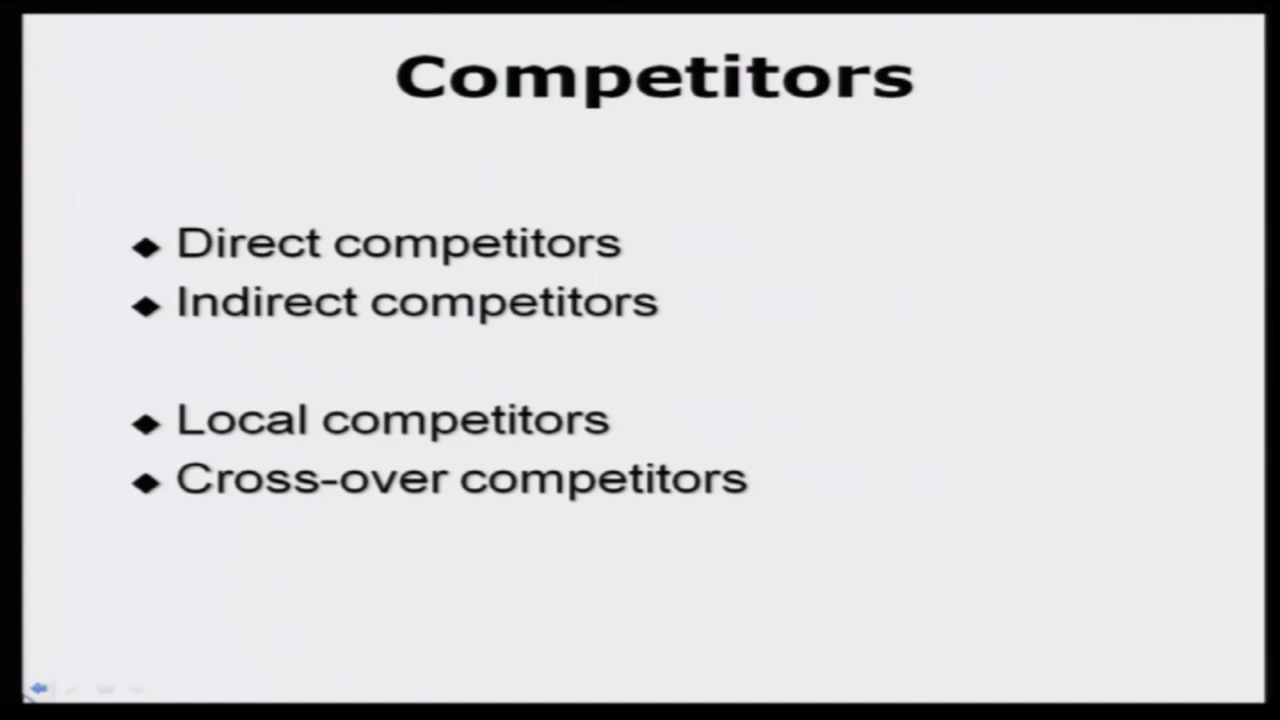 Competitors
Direct competitors
Indirect competitors
Local competitors
Cross-over competitors